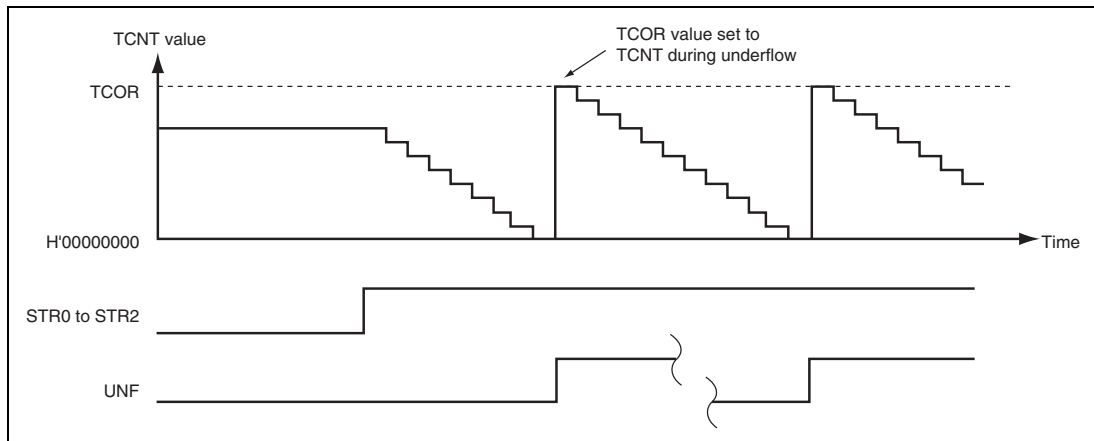 TCNT value
TCOR value set to
TCNT during underflow
TCOR
H'00000000
Time
STR0 to STR2
UNF